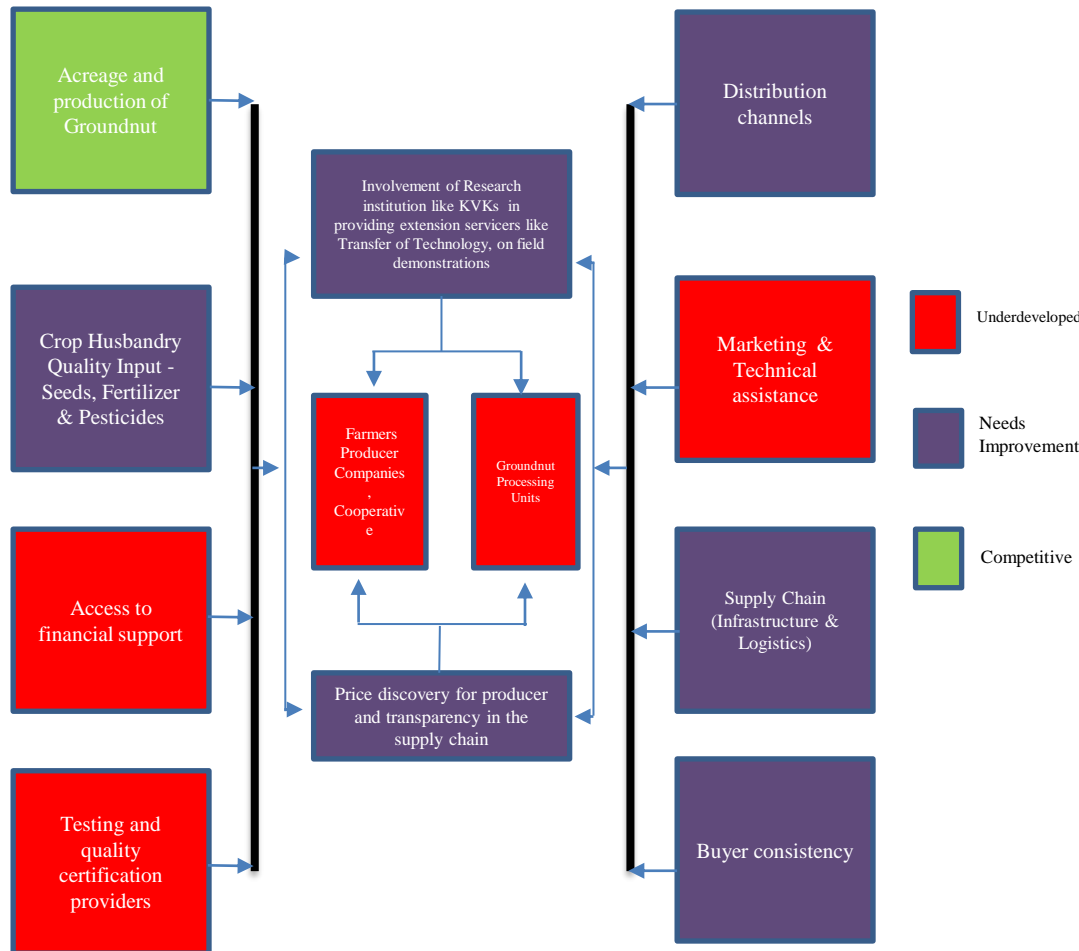 Acreage and
production of
Groundnut
Crop Husbandry
Quality Input -
Seeds, Fertilizer
& Pesticides
Access to
financial support
Testing and
quality
certification
providers
Involvement of Research
institution like KVKs in
providing extension servicers like
Transfer of Technology, on field
demonstrations
Farmers
Producer
Companies
, 
Cooperativ
e
Groundnut
Processing
Units
Price discovery for producer
and transparency in the
supply chain
Distribution
channels
Marketing &
Technical
assistance
Supply Chain
(Infrastructure &
Logistics)
Buyer consistency
Underdeveloped
Needs
Improvement
Competitive